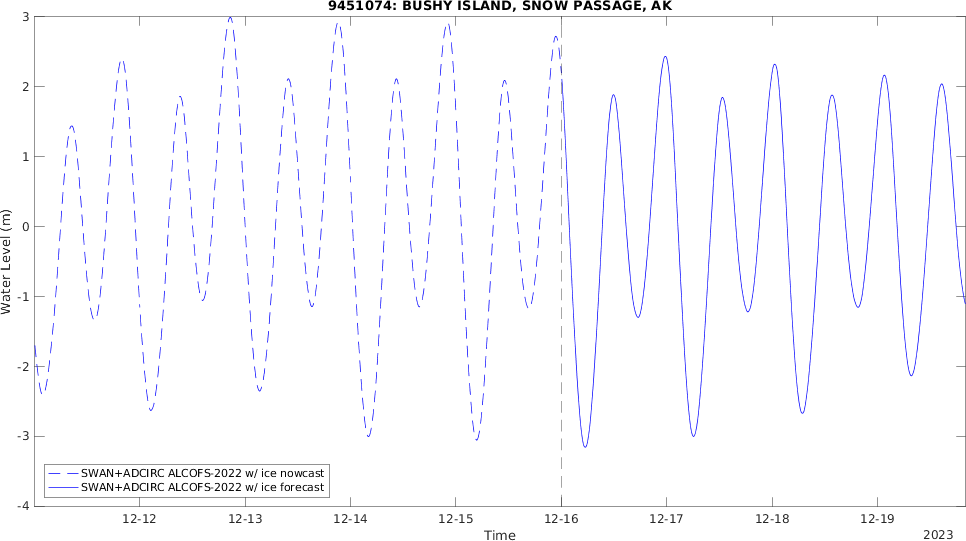 9451074: BUSHY ISLAND, SNOW PASSAGE, AK
3
2
1
0
-1
-2
-3
-4
Water Level (m)
SWAN+ADCIRC ALCOFS-2022 w/ ice nowcast
SWAN+ADCIRC ALCOFS-2022 w/ ice forecast
12-12 12-13 12-14 12-15 12-16 12-17 12-18 12-19
Time
2023